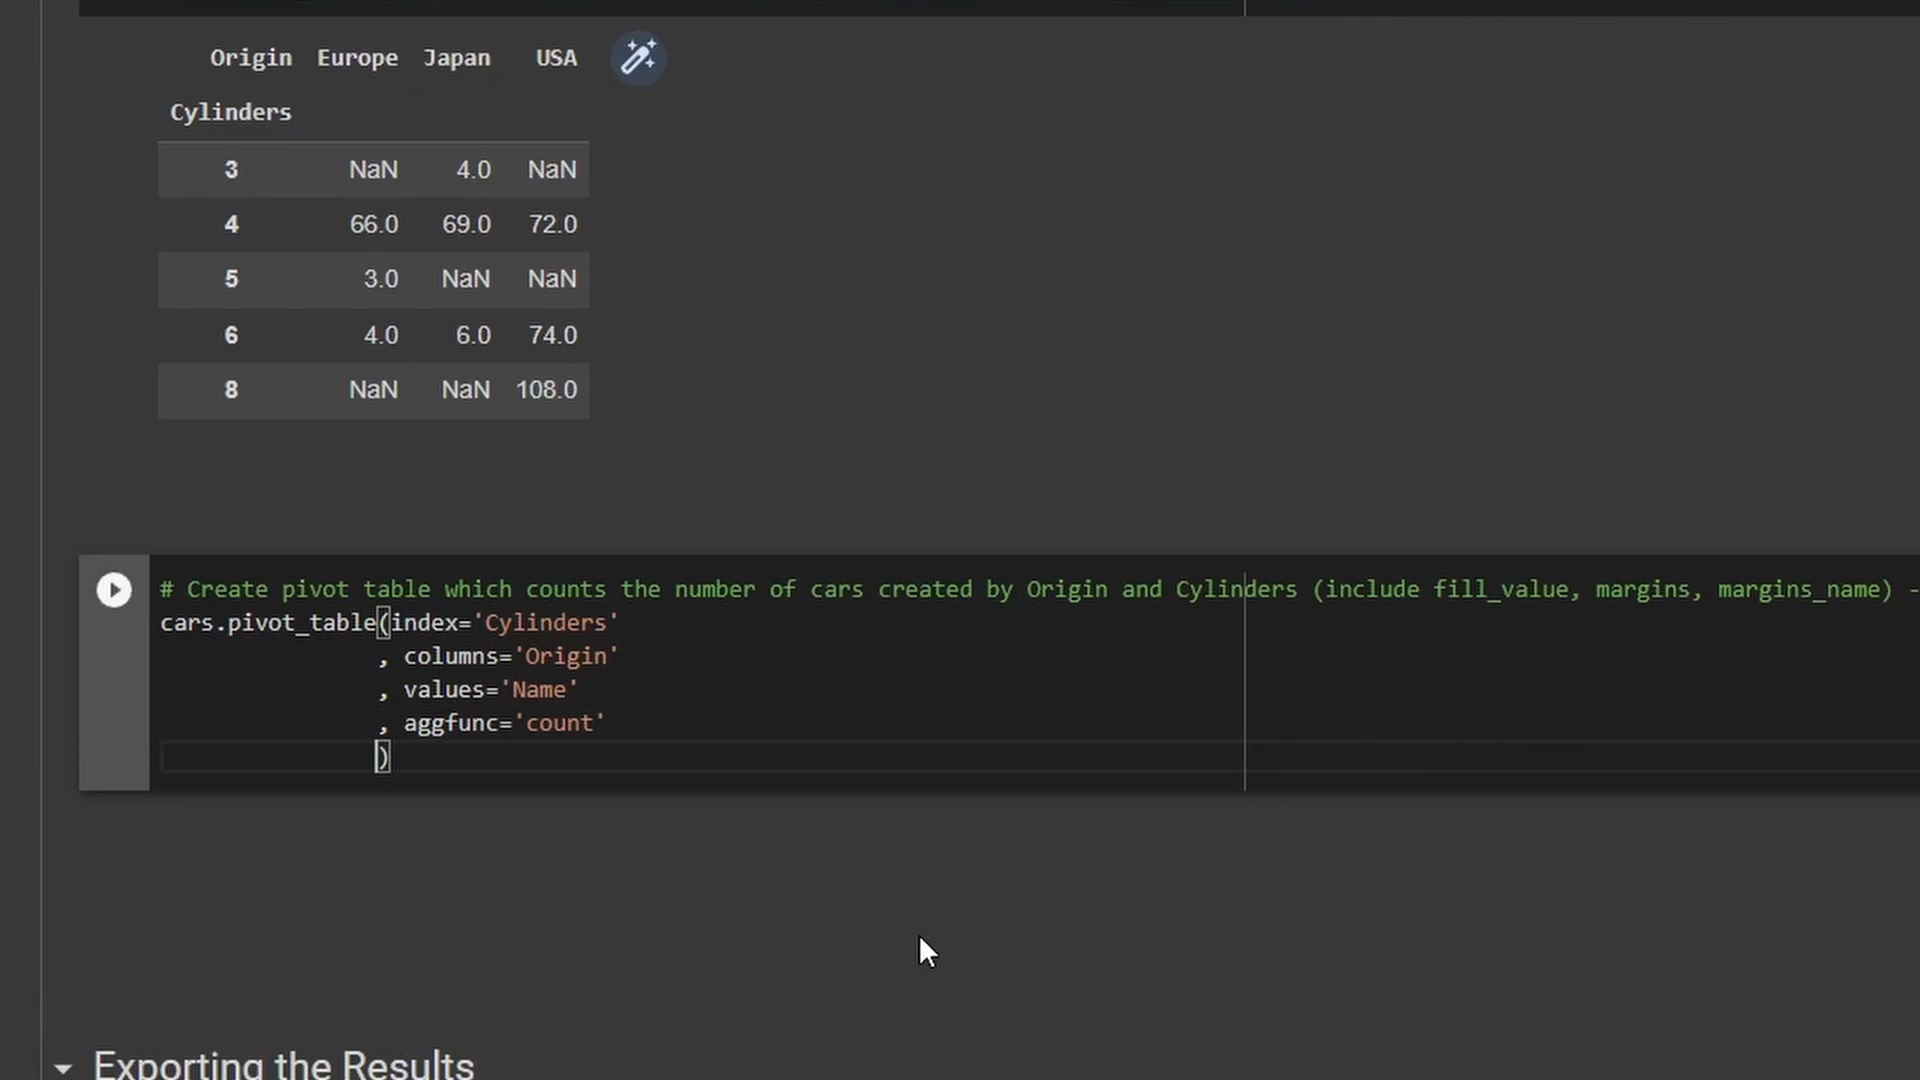 Origin Europe Japan USA
Cylinders
3 NaN 4.0 NaN
4 66.0 69.0 72.0
5 3.0 NaN NaN
6 4.0 6.0 74.0
8 NaN NaN 108.0
# Create pivot table which counts the number of cars created by Origin and Cylinders (include fill_value, margins, margins_name) -
cars.pivot_table(index='Cylinders'
, columns='Origin'
, values='Name'
, aggfunc='count'
)
Exporting the Results